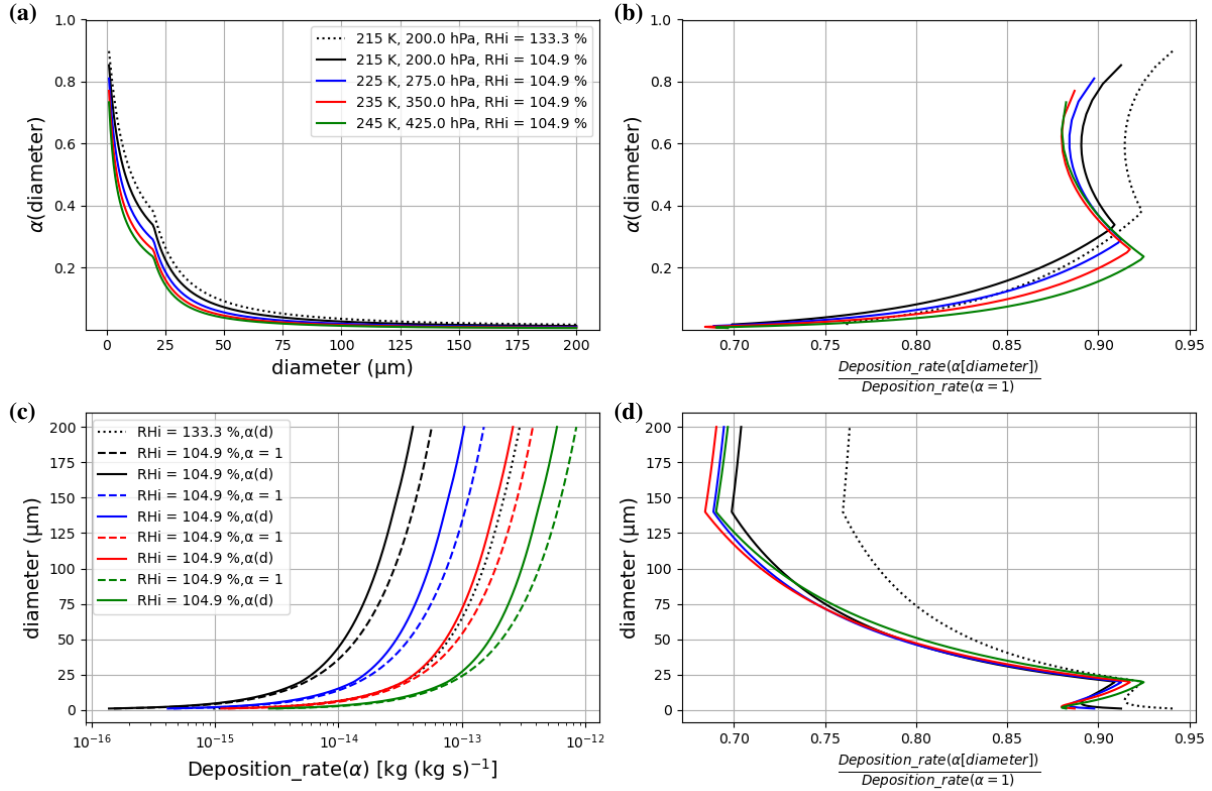 (a)
1.0
0.8
0.6
0.4
0.2
α(diameter)
215 K, 200.0 hPa, RHi = 133.3 %
215 K, 200.0 hPa, RHi = 104.9 %
225 K, 275.0 hPa, RHi = 104.9 %
235 K, 350.0 hPa, RHi = 104.9 %
245 K, 425.0 hPa, RHi = 104.9 %
0 25 50 75 100 125 150 175 200
diameter (μm)
(b)
1.0
0.8
0.6
0.4
0.2
α(diameter)
0.70 0.75 0.80 0.85 0.90 0.95
Deposition_rate(α[diameter])
Deposition_rate(α = 1)
(c)
200
175
150
125
100
75
50
25
0
diameter (μm)
RHi = 133.3 %,α(d)
RHi = 104.9 %,α = 1
RHi = 104.9 %,α(d)
RHi = 104.9 %,α = 1
RHi = 104.9 %,α(d)
RHi = 104.9 %,α = 1
RHi = 104.9 %,α(d)
RHi = 104.9 %,α = 1
RHi = 104.9 %,α(d)
10⁻¹⁶ 10⁻¹⁵ 10⁻¹⁴ 10⁻¹³ 10⁻¹²
Deposition_rate(α) [kg (kg s)⁻¹]
(d)
200
175
150
125
100
75
50
25
0
diameter (μm)
0.70 0.75 0.80 0.85 0.90 0.95
Deposition_rate(α[diameter])
Deposition_rate(α = 1)